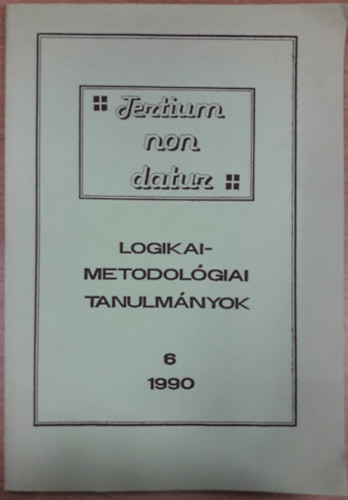 Tertium
non
datur
LOGIKAI-
METODOLÓGIAI
TANULMÁNYOK
6
1990